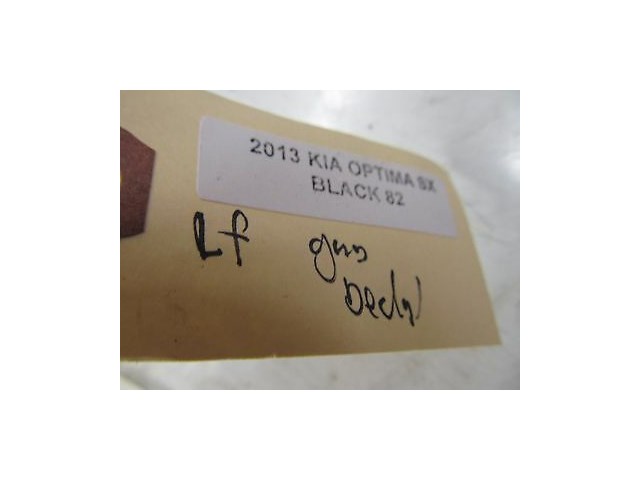 2013 KIA OPTIMA SX
BLACK 82
Lf gas
pedal